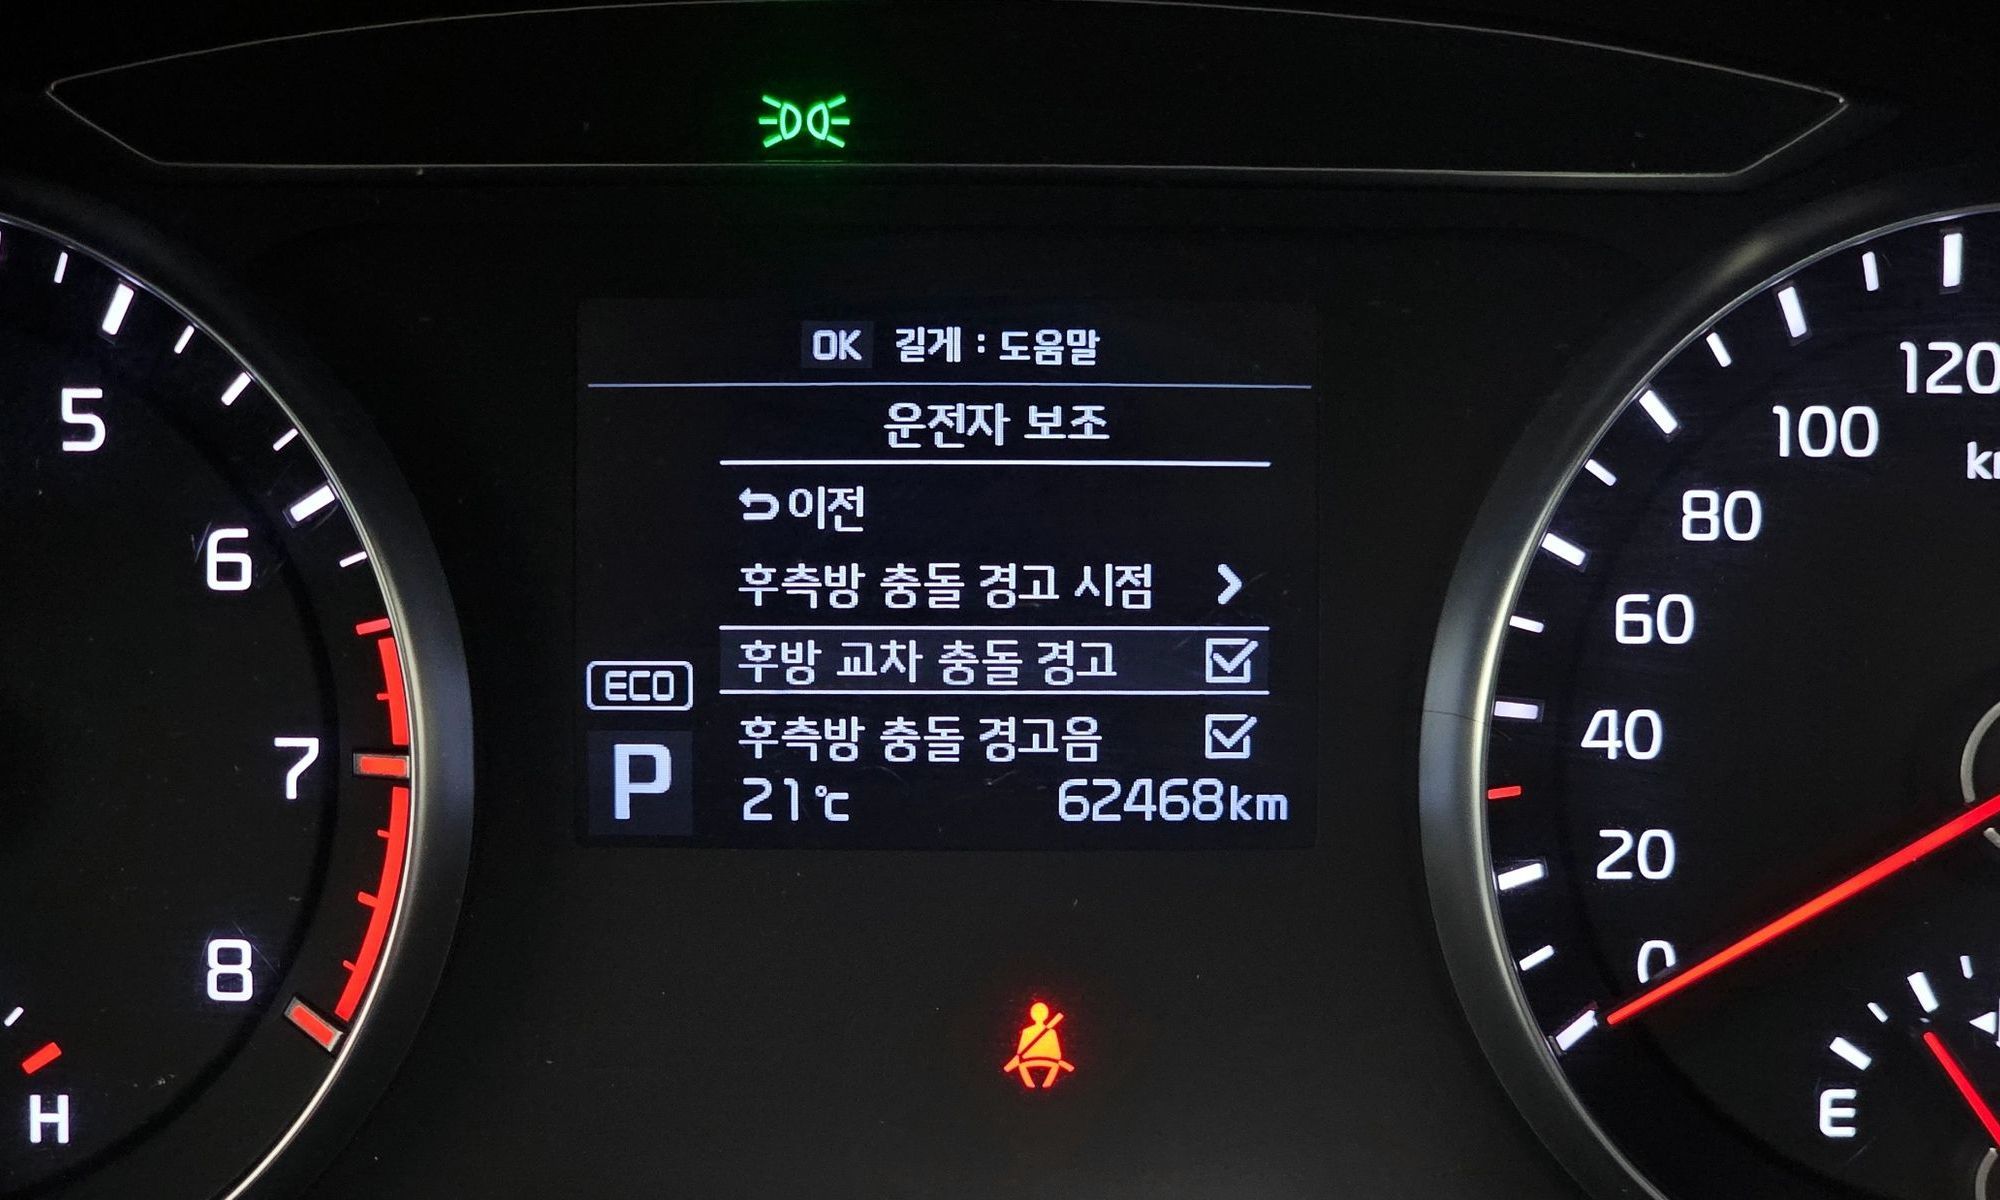 OK 길게 : 도움말
운전자 보조
이전
후측방 충돌 경고 시점
후방 교차 충돌 경고
후측방 충돌 경고음
ECO
P
21℃ 62468km
5
6
7
8
H
120
100
80
60
40
20
0
E